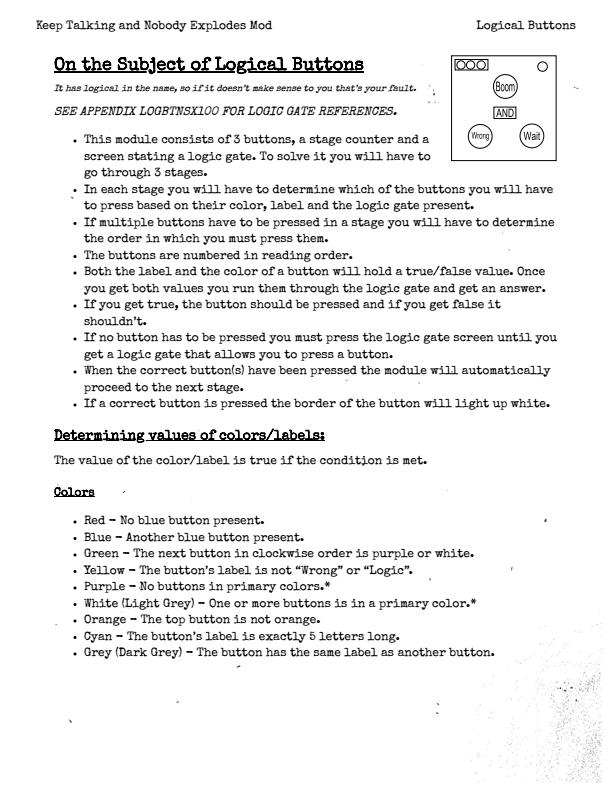 Keep Talking and Nobody Explodes Mod
Logical Buttons
On the Subject of Logical Buttons
It has logical in the name, so if it doesn't make sense to you that's your fault.
SEE APPENDIX LOGBTNSX100 FOR LOGIC GATE REFERENCES.
Boom
AND
Wrong
Wait
• This module consists of 3 buttons, a stage counter and a
screen stating a logic gate. To solve it you will have to
go through 3 stages.
• In each stage you will have to determine which of the buttons you will have
to press based on their color, label and the logic gate present.
• If multiple buttons have to be pressed in a stage you will have to determine
the order in which you must press them.
• The buttons are numbered in reading order.
• Both the label and the color of a button will hold a true/false value. Once
you get both values you run them through the logic gate and get an answer.
• If you get true, the button should be pressed and if you get false it
shouldn't.
• If no button has to be pressed you must press the logic gate screen until you
get a logic gate that allows you to press a button.
• When the correct button(s) have been pressed the module will automatically
proceed to the next stage.
• If a correct button is pressed the border of the button will light up white.
Determining values of colors/labels:
The value of the color/label is true if the condition is met.
Colors
• Red – No blue button present.
• Blue – Another blue button present.
• Green – The next button in clockwise order is purple or white.
• Yellow – The button's label is not "Wrong" or "Logic".
• Purple – No buttons in primary colors.*
• White (Light Grey) – One or more buttons is in a primary color.*
• Orange – The top button is not orange.
• Cyan – The button's label is exactly 5 letters long.
• Grey (Dark Grey) – The button has the same label as another button.